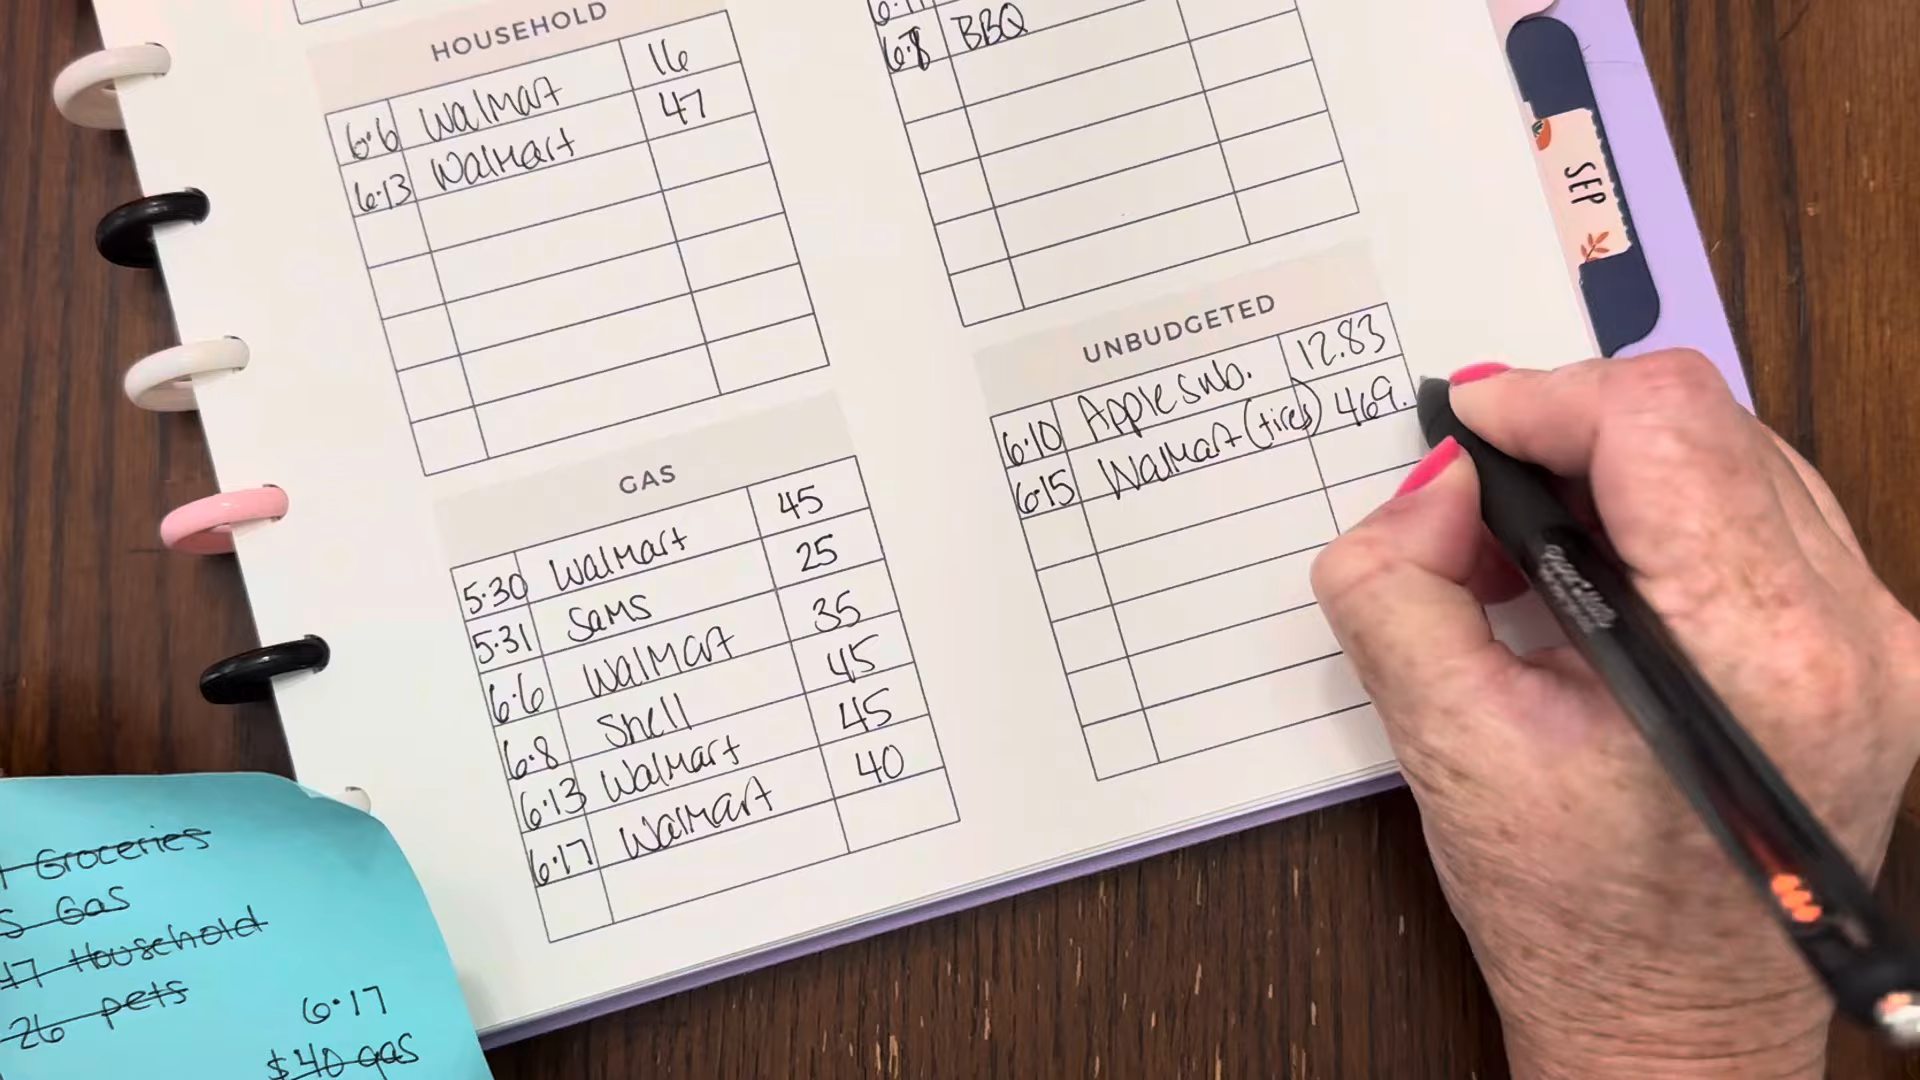 HOUSEHOLD
6.6 Walmart 16
6.13 Walmart 47
GAS
5.30 Walmart 45
5.31 Sams 25
6.6 Walmart 35
6.8 Shell 45
6.13 Walmart 45
6.17 Walmart 40
6.8 BBQ
UNBUDGETED
6.10 Apple sub. 12.83
6.15 Walmart (tires) 469.
SEP
Groceries
Gas
47 Household
26 pets
6.17
$40 gas